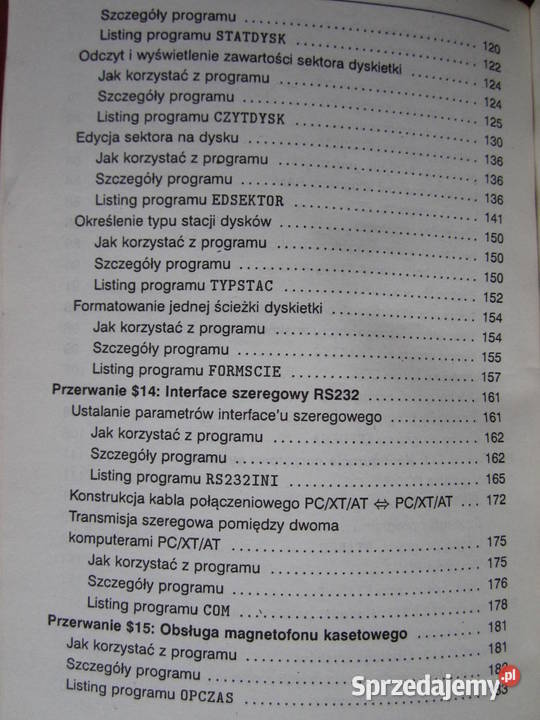 Szczegóły programu ........ 120
Listing programu STATDYSK ........ 122
Odczyt i wyświetlenie zawartości sektora dyskietki ........ 124
Jak korzystać z programu ........ 124
Szczegóły programu ........ 125
Listing programu CZYTDYSK ........ 130
Edycja sektora na dysku ........ 136
Jak korzystać z programu ........ 136
Szczegóły programu ........ 136
Listing programu EDSEKTOR ........ 141
Określenie typu stacji dysków ........ 150
Jak korzystać z programu ........ 150
Szczegóły programu ........ 150
Listing programu TYPSTAC ........ 152
Formatowanie jednej ścieżki dyskietki ........ 154
Jak korzystać z programu ........ 154
Szczegóły programu ........ 155
Listing programu FORMSCIE ........ 157
Przerwanie $14: Interface szeregowy RS232 ........ 161
Ustalanie parametrów interface'u szeregowego ........ 161
Jak korzystać z programu ........ 162
Szczegóły programu ........ 162
Listing programu RS232INI ........ 165
Konstrukcja kabla połączeniowego PC/XT/AT ⇔ PC/XT/AT ... 172
Transmisja szeregowa pomiędzy dwoma
komputerami PC/XT/AT ........ 175
Jak korzystać z programu ........ 175
Szczegóły programu ........ 176
Listing programu COM ........ 178
Przerwanie $15: Obsługa magnetofonu kasetowego ........ 181
Jak korzystać z programu ........ 181
Szczegóły programu ........
Listing programu OPCZAS ........
Sprzedajemy.pl